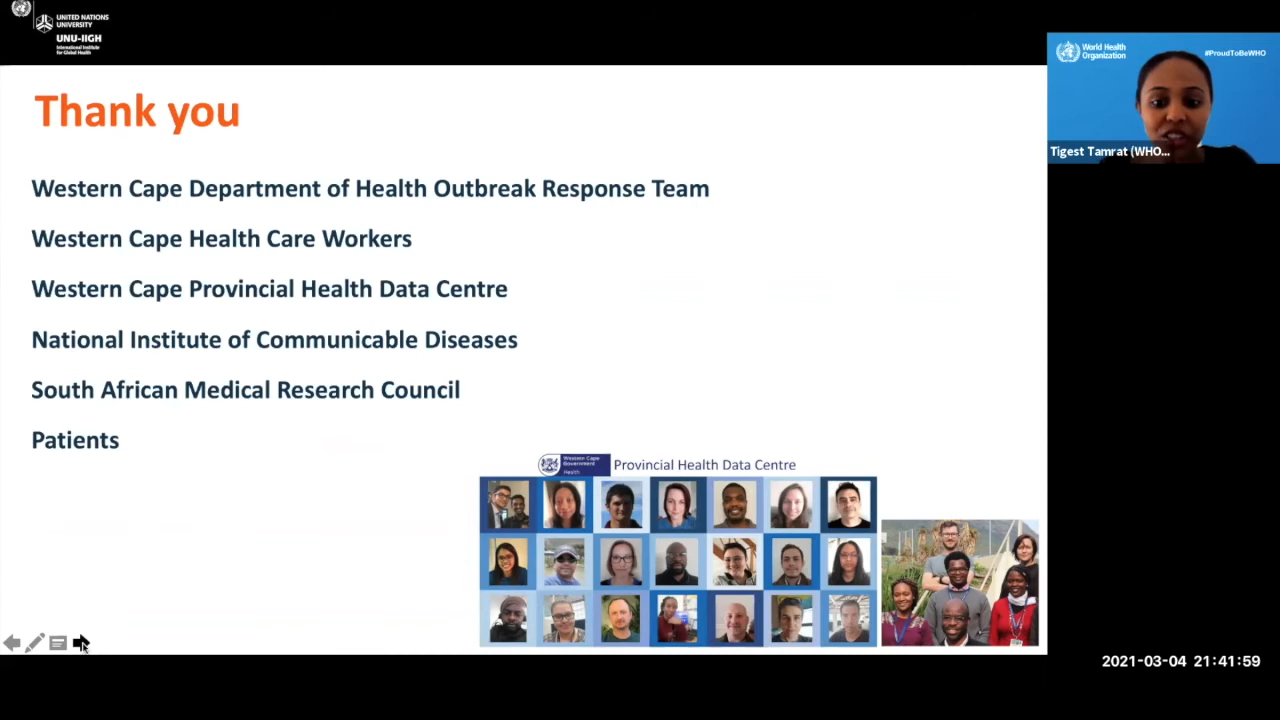 UNITED NATIONS
UNIVERSITY
UNU-IIGH
International Institute
for Global Health
World Health
Organization
#ProudToBeWHO
Tigest Tamrat (WHO...
Thank you
Western Cape Department of Health Outbreak Response Team
Western Cape Health Care Workers
Western Cape Provincial Health Data Centre
National Institute of Communicable Diseases
South African Medical Research Council
Patients
Western Cape
Government
Health
Provincial Health Data Centre
2021-03-04 21:41:59